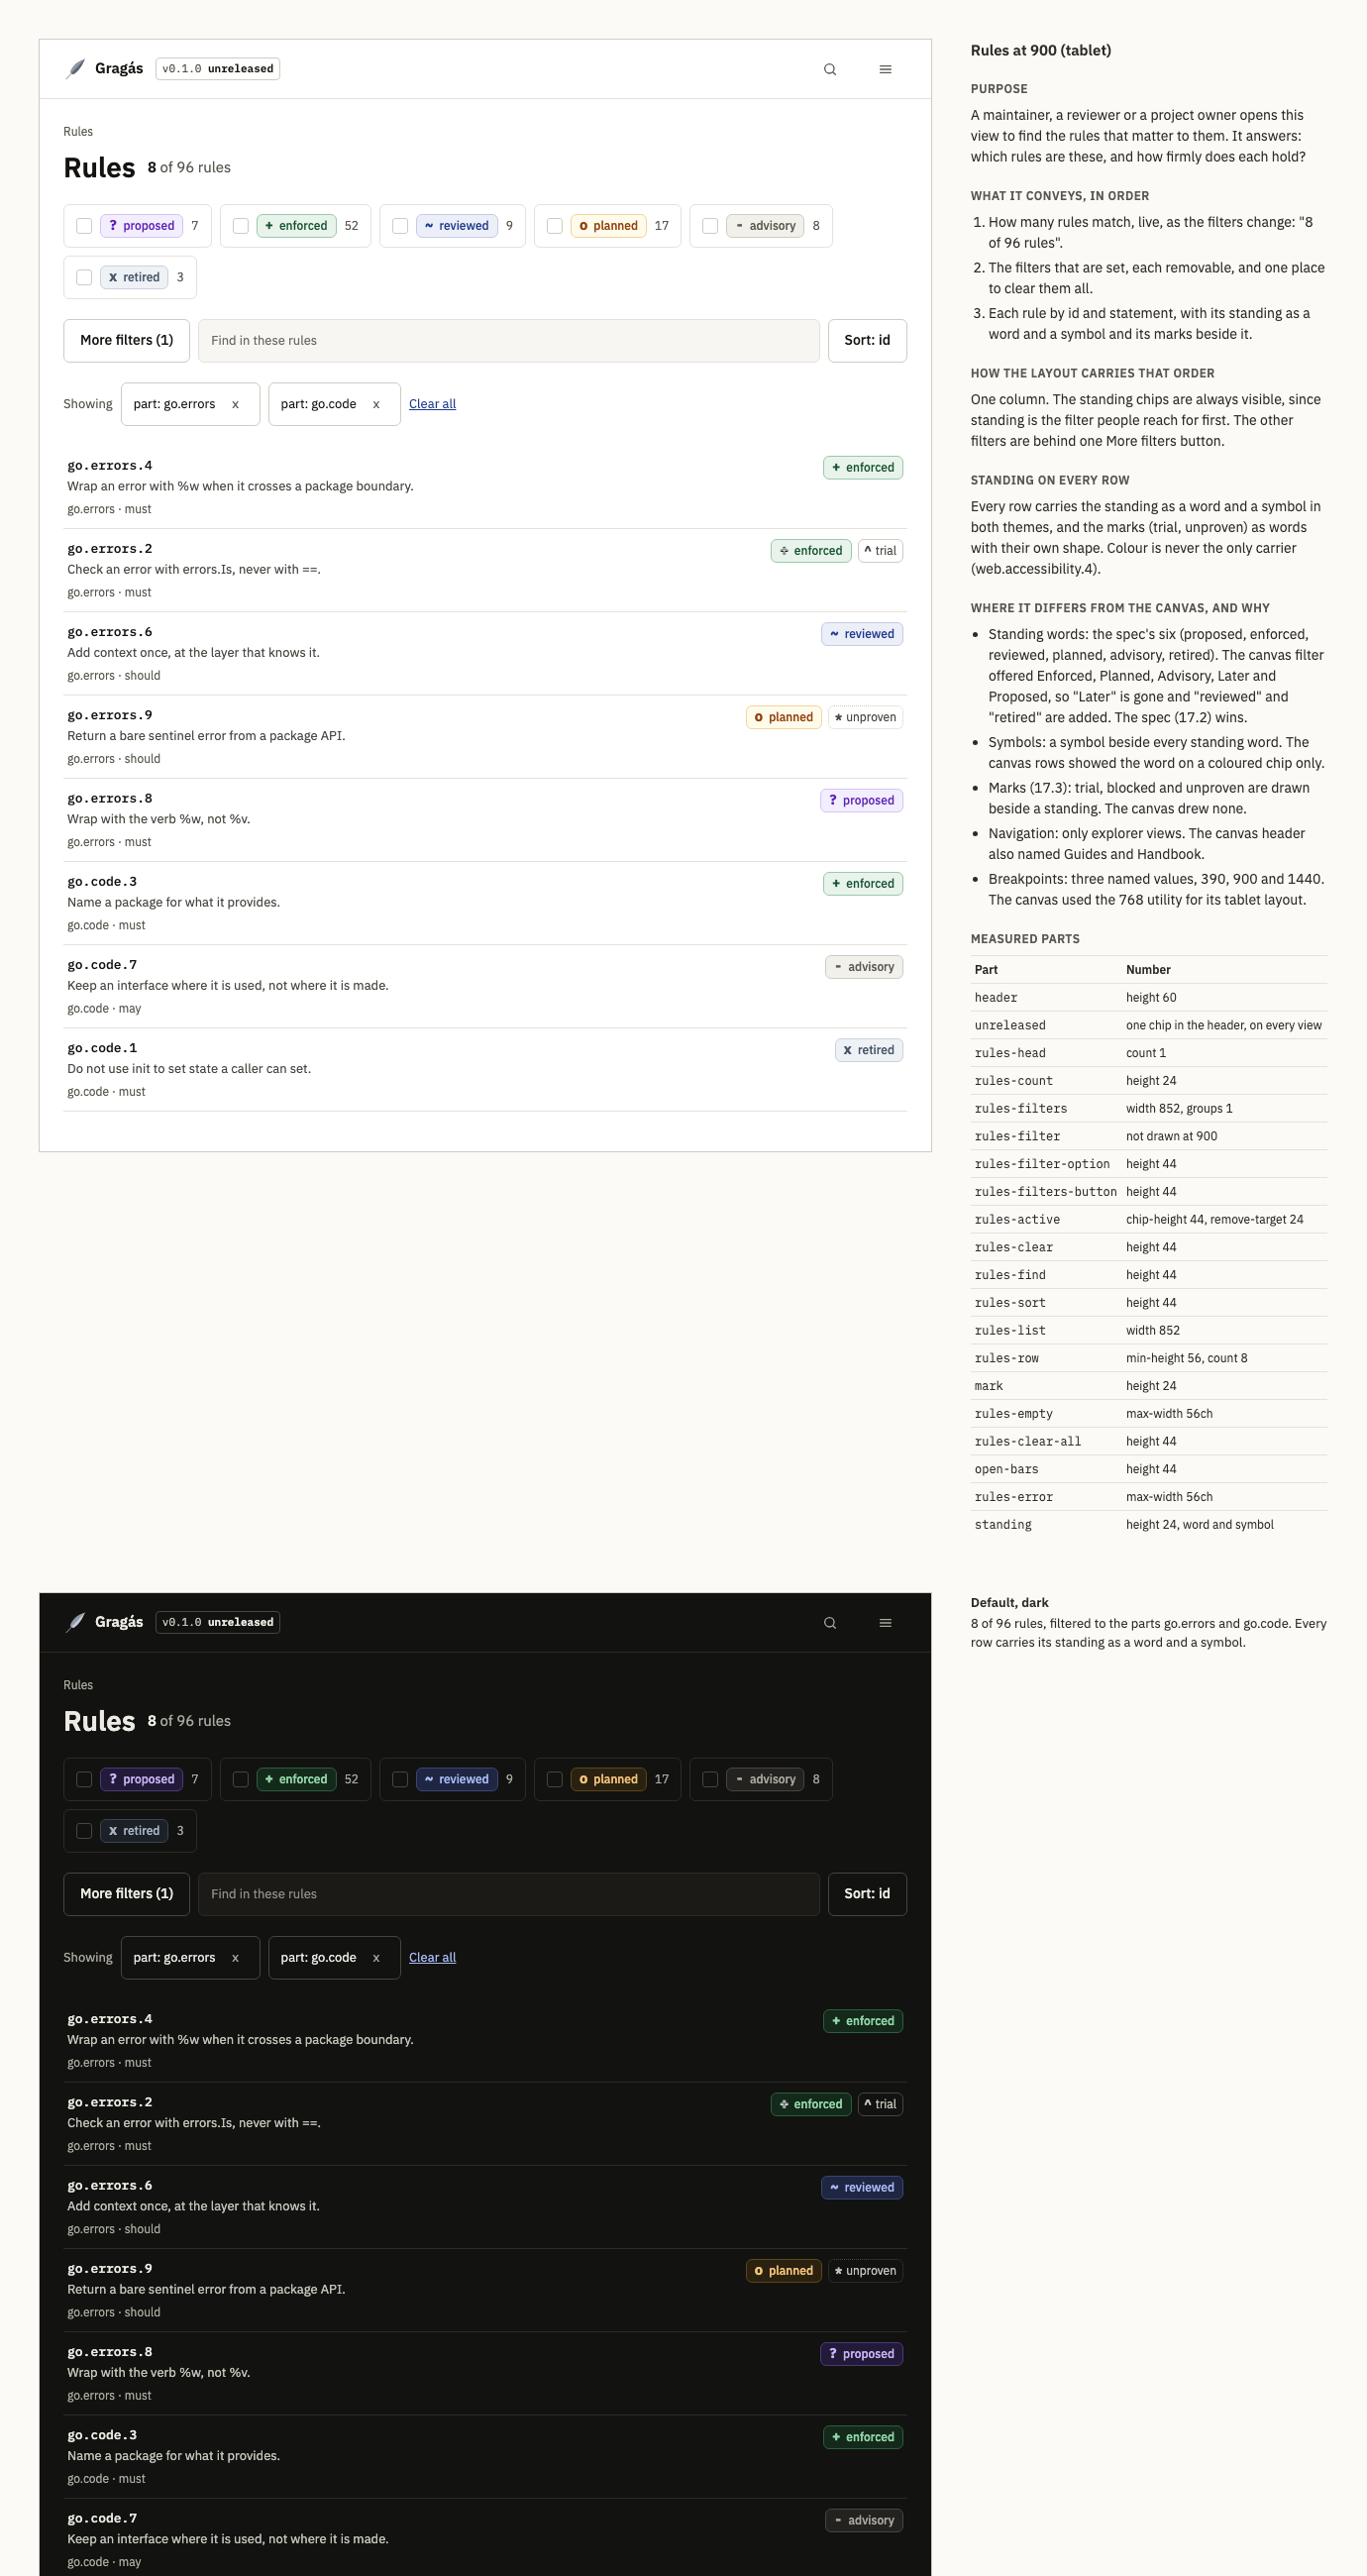 Gragás v0.1.0 unreleased
Rules
Rules 8 of 96 rules
? proposed 7
+ enforced 52
~ reviewed 9
o planned 17
- advisory 8
x retired 3
More filters (1)
Find in these rules
Sort: id
Showing part: go.errors x part: go.code x Clear all
go.errors.4 + enforced
Wrap an error with %w when it crosses a package boundary.
go.errors · must
go.errors.2 + enforced ^ trial
Check an error with errors.Is, never with ==.
go.errors · must
go.errors.6 ~ reviewed
Add context once, at the layer that knows it.
go.errors · should
go.errors.9 o planned * unproven
Return a bare sentinel error from a package API.
go.errors · should
go.errors.8 ? proposed
Wrap with the verb %w, not %v.
go.errors · must
go.code.3 + enforced
Name a package for what it provides.
go.code · must
go.code.7 - advisory
Keep an interface where it is used, not where it is made.
go.code · may
go.code.1 x retired
Do not use init to set state a caller can set.
go.code · must
Rules at 900 (tablet)
PURPOSE
A maintainer, a reviewer or a project owner opens this
view to find the rules that matter to them. It answers:
which rules are these, and how firmly does each hold?
WHAT IT CONVEYS, IN ORDER
1. How many rules match, live, as the filters change: "8
of 96 rules".
2. The filters that are set, each removable, and one place
to clear them all.
3. Each rule by id and statement, with its standing as a
word and a symbol and its marks beside it.
HOW THE LAYOUT CARRIES THAT ORDER
One column. The standing chips are always visible, since
standing is the filter people reach for first. The other
filters are behind one More filters button.
STANDING ON EVERY ROW
Every row carries the standing as a word and a symbol in
both themes, and the marks (trial, unproven) as words
with their own shape. Colour is never the only carrier
(web.accessibility.4).
WHERE IT DIFFERS FROM THE CANVAS, AND WHY
• Standing words: the spec's six (proposed, enforced,
reviewed, planned, advisory, retired). The canvas filter
offered Enforced, Planned, Advisory, Later and
Proposed, so "Later" is gone and "reviewed" and
"retired" are added. The spec (17.2) wins.
• Symbols: a symbol beside every standing word. The
canvas rows showed the word on a coloured chip only.
• Marks (17.3): trial, blocked and unproven are drawn
beside a standing. The canvas drew none.
• Navigation: only explorer views. The canvas header
also named Guides and Handbook.
• Breakpoints: three named values, 390, 900 and 1440.
The canvas used the 768 utility for its tablet layout.
MEASURED PARTS
Part Number
header height 60
unreleased one chip in the header, on every view
rules-head count 1
rules-count height 24
rules-filters width 852, groups 1
rules-filter not drawn at 900
rules-filter-option height 44
rules-filters-button height 44
rules-active chip-height 44, remove-target 24
rules-clear height 44
rules-find height 44
rules-sort height 44
rules-list width 852
rules-row min-height 56, count 8
mark height 24
rules-empty max-width 56ch
rules-clear-all height 44
open-bars height 44
rules-error max-width 56ch
standing height 24, word and symbol
Gragás v0.1.0 unreleased
Rules
Rules 8 of 96 rules
? proposed 7
+ enforced 52
~ reviewed 9
o planned 17
- advisory 8
x retired 3
More filters (1)
Find in these rules
Sort: id
Showing part: go.errors x part: go.code x Clear all
go.errors.4 + enforced
Wrap an error with %w when it crosses a package boundary.
go.errors · must
go.errors.2 + enforced ^ trial
Check an error with errors.Is, never with ==.
go.errors · must
go.errors.6 ~ reviewed
Add context once, at the layer that knows it.
go.errors · should
go.errors.9 o planned * unproven
Return a bare sentinel error from a package API.
go.errors · should
go.errors.8 ? proposed
Wrap with the verb %w, not %v.
go.errors · must
go.code.3 + enforced
Name a package for what it provides.
go.code · must
go.code.7 - advisory
Keep an interface where it is used, not where it is made.
go.code · may
Default, dark
8 of 96 rules, filtered to the parts go.errors and go.code. Every
row carries its standing as a word and a symbol.